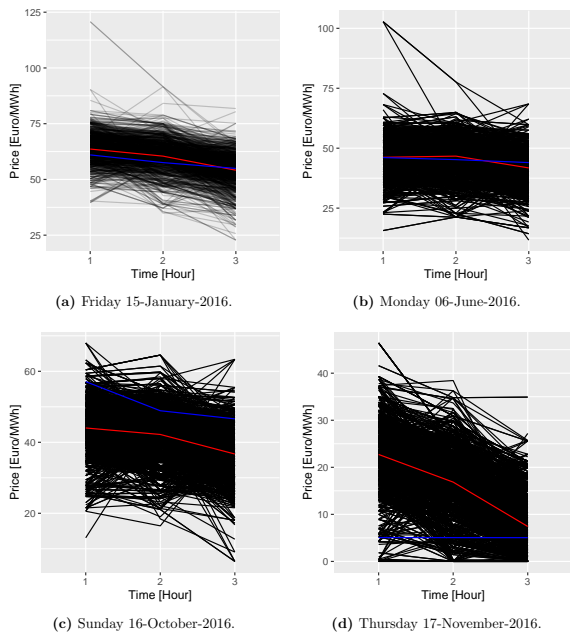 125
100
75
50
25
Price [Euro/MWh]
1 2 3
Time [Hour]
(a) Friday 15-January-2016.
100
75
50
25
Price [Euro/MWh]
1 2 3
Time [Hour]
(b) Monday 06-June-2016.
60
40
20
Price [Euro/MWh]
1 2 3
Time [Hour]
(c) Sunday 16-October-2016.
40
30
20
10
0
Price [Euro/MWh]
1 2 3
Time [Hour]
(d) Thursday 17-November-2016.